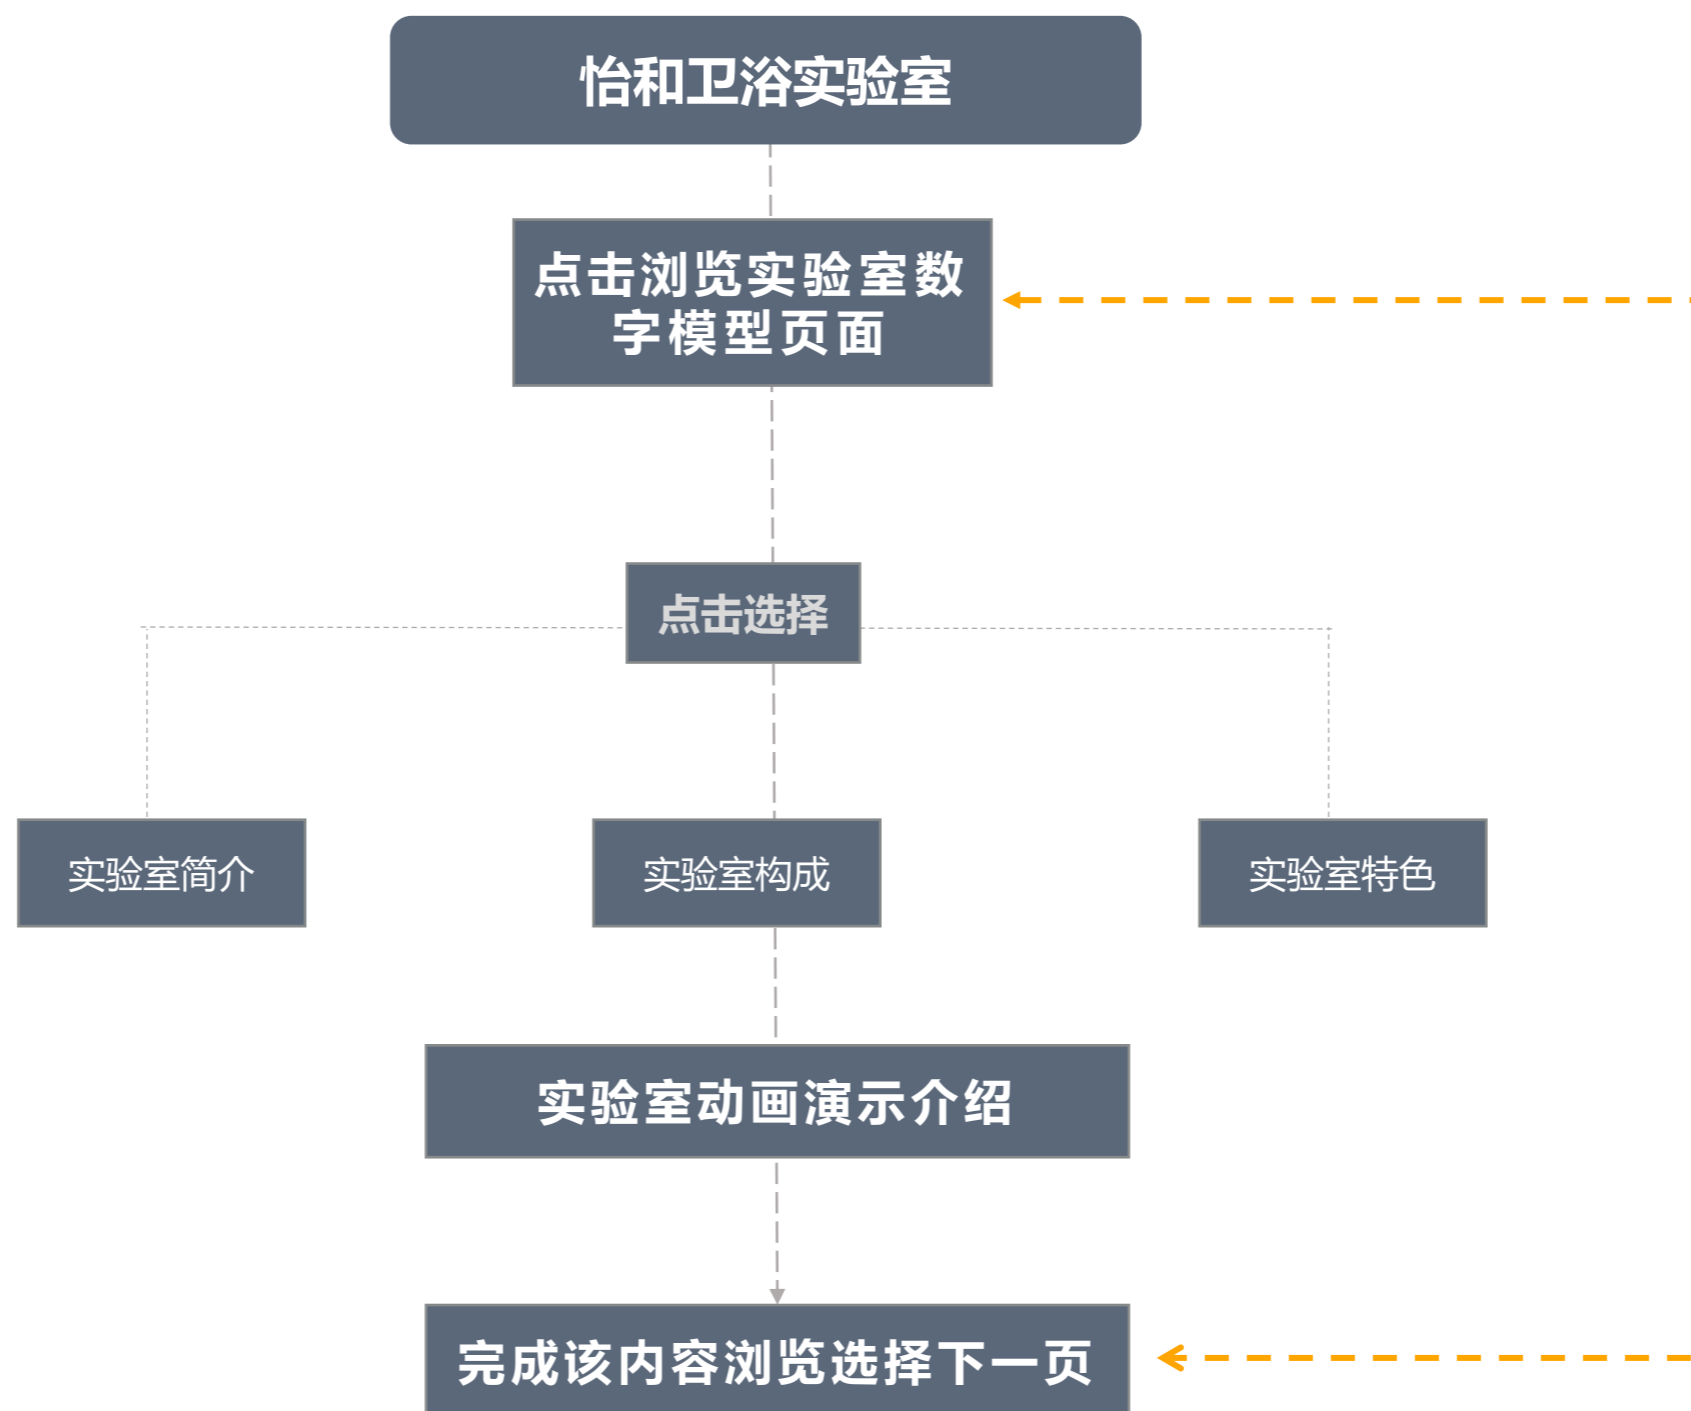 怡和卫浴实验室
点击浏览实验室数
字模型页面
点击选择
实验室简介
实验室构成
实验室特色
实验室动画演示介绍
完成该内容浏览选择下一页